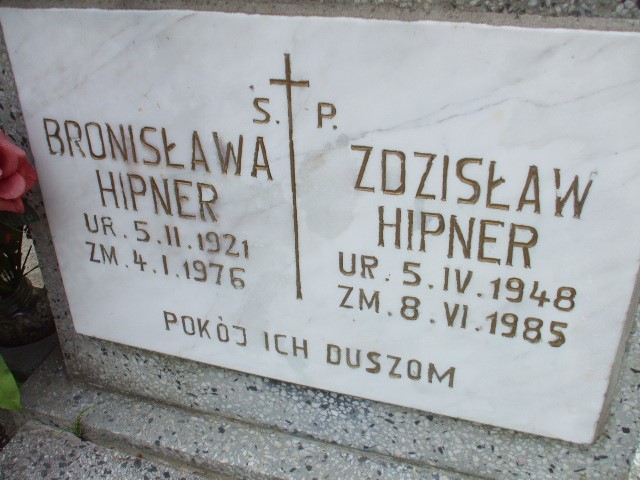 Ś. P.
BRONISŁAWA
HIPNER
UR. 5. II. 1921
ZM. 4. I. 1976
ZDZISŁAW
HIPNER
UR. 5. IV. 1948
ZM. 8. VI. 1985
POKÓJ ICH DUSZOM